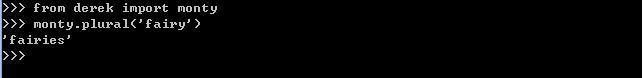 >>> from derek import monty
>>> monty.plural('fairy')
'fairies'
>>>